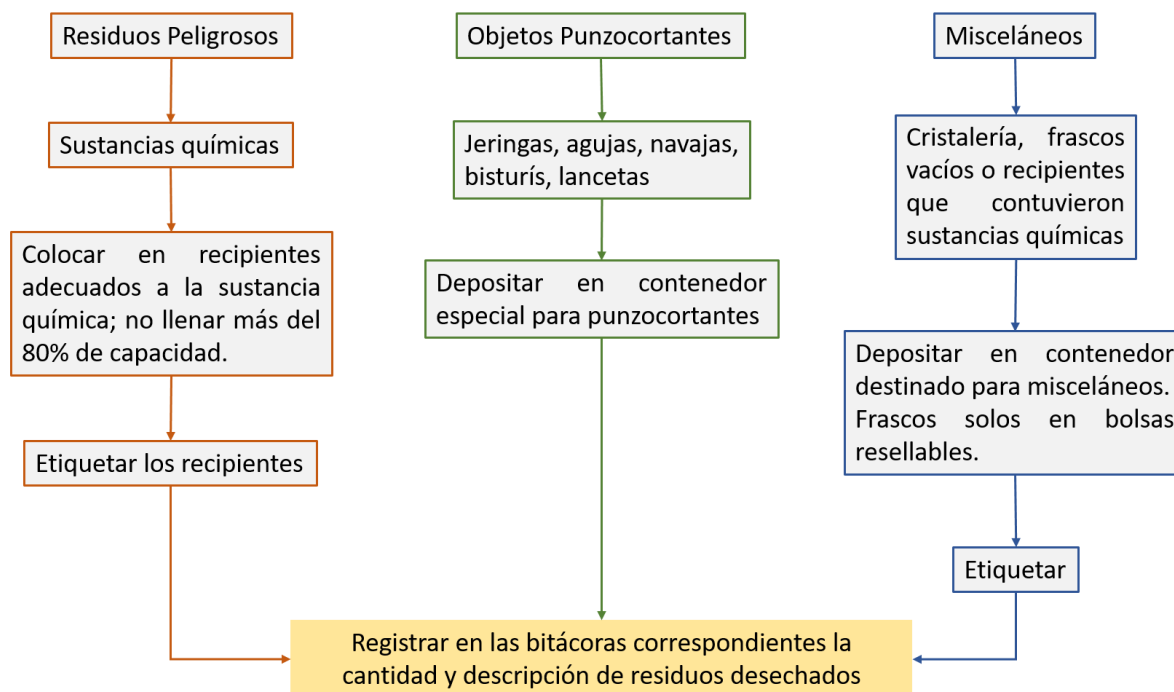 Residuos Peligrosos
Sustancias químicas
Colocar en recipientes
adecuados a la sustancia
química; no llenar más del
80% de capacidad.
Etiquetar los recipientes
Objetos Punzocortantes
Jeringas, agujas, navajas,
bisturís, lancetas
Depositar en contenedor
especial para punzocortantes
Misceláneos
Cristalería, frascos
vacíos o recipientes
que contuvieron
sustancias químicas
Depositar en contenedor
destinado para misceláneos.
Frascos solos en bolsas
resellables.
Etiquetar
Registrar en las bitácoras correspondientes la
cantidad y descripción de residuos desechados